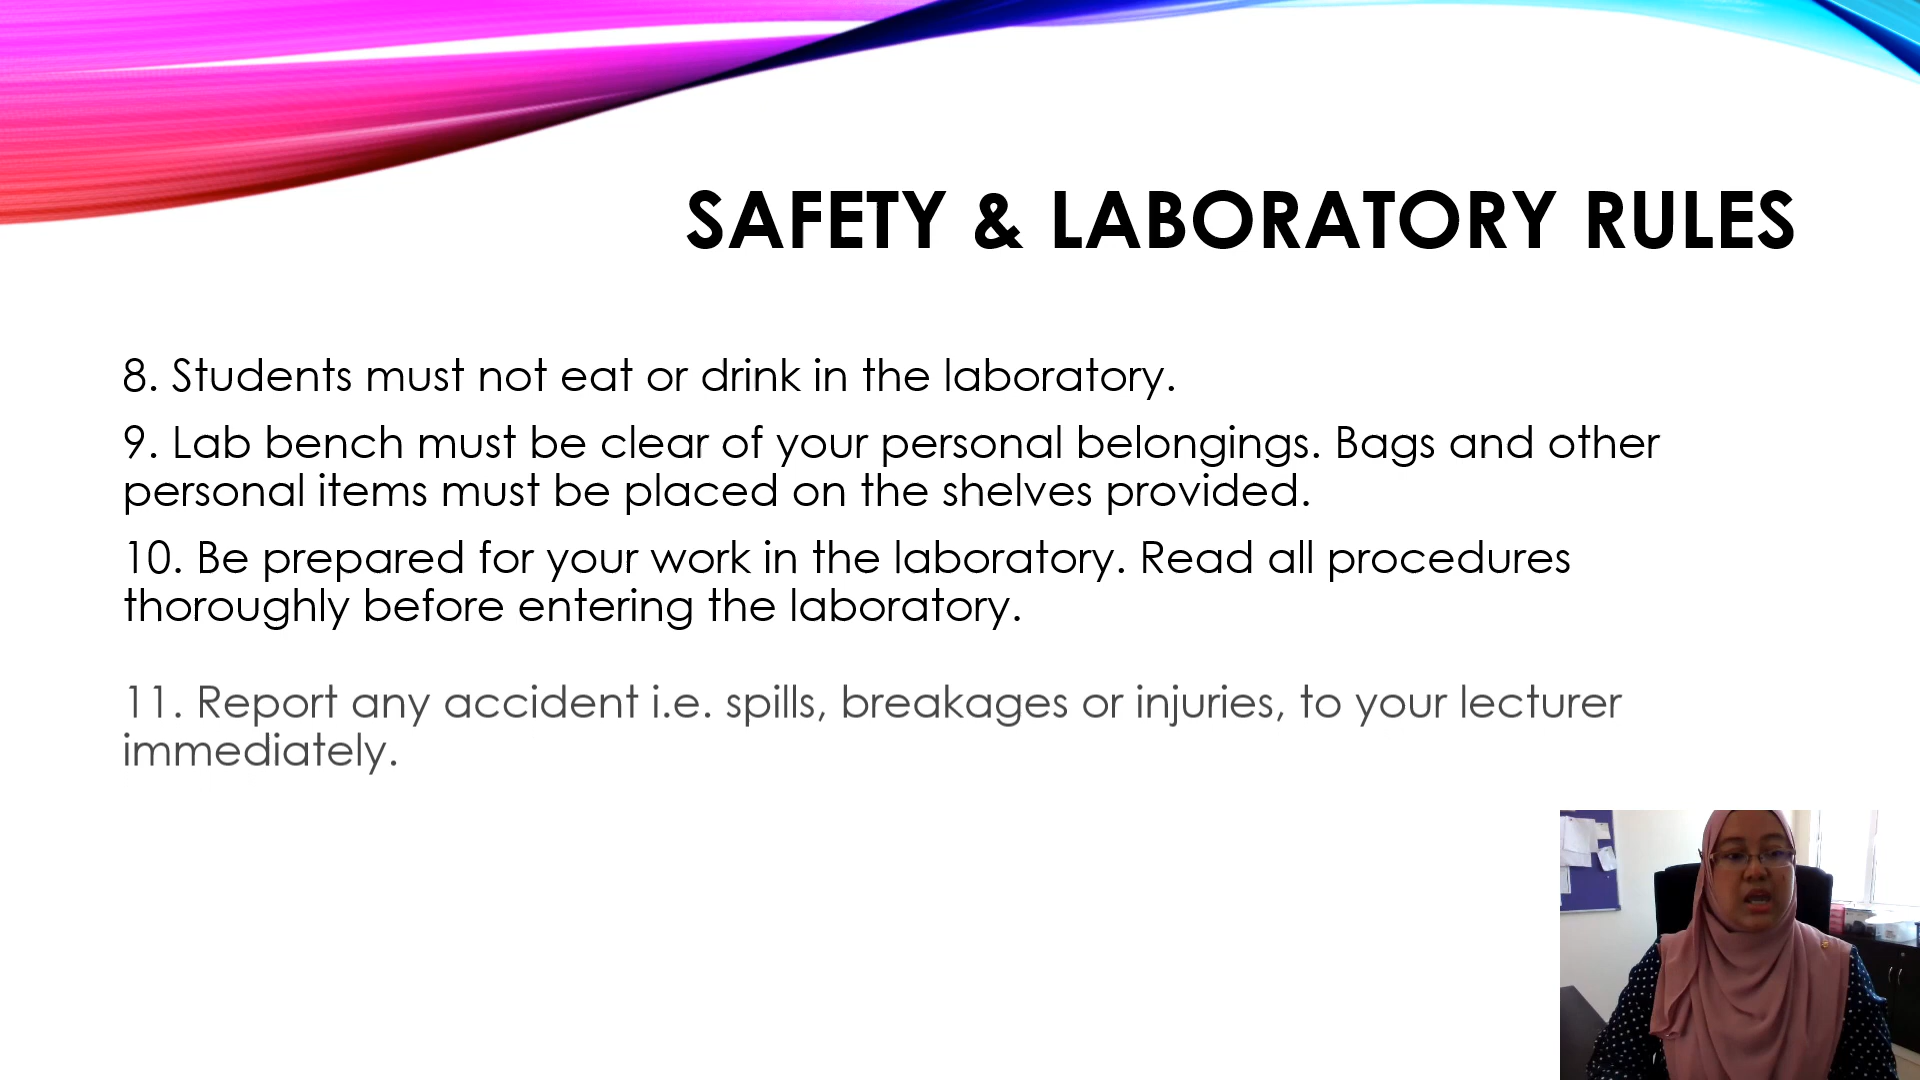 SAFETY & LABORATORY RULES
8. Students must not eat or drink in the laboratory.
9. Lab bench must be clear of your personal belongings. Bags and other
personal items must be placed on the shelves provided.
10. Be prepared for your work in the laboratory. Read all procedures
thoroughly before entering the laboratory.
11. Report any accident i.e. spills, breakages or injuries, to your lecturer
immediately.